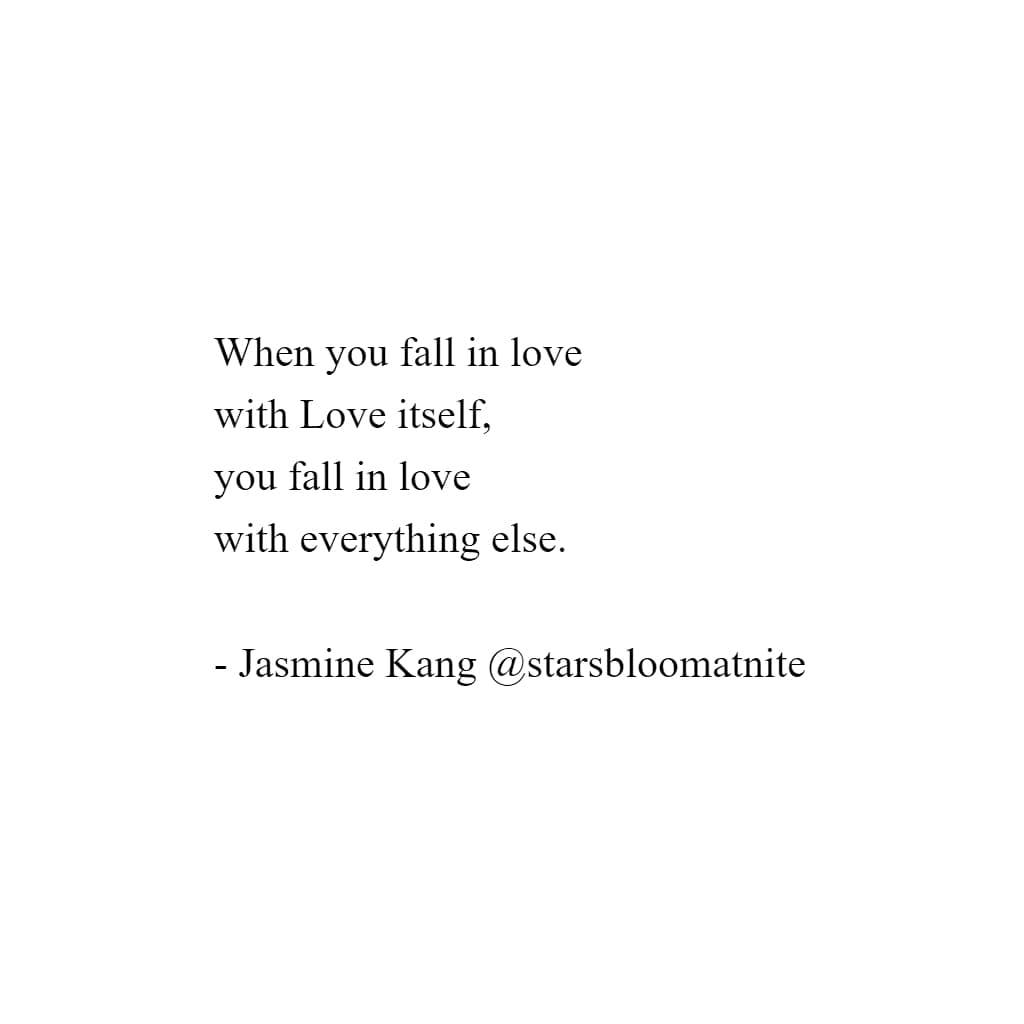 When you fall in love
with Love itself,
you fall in love
with everything else.
- Jasmine Kang @starsbloomatnite